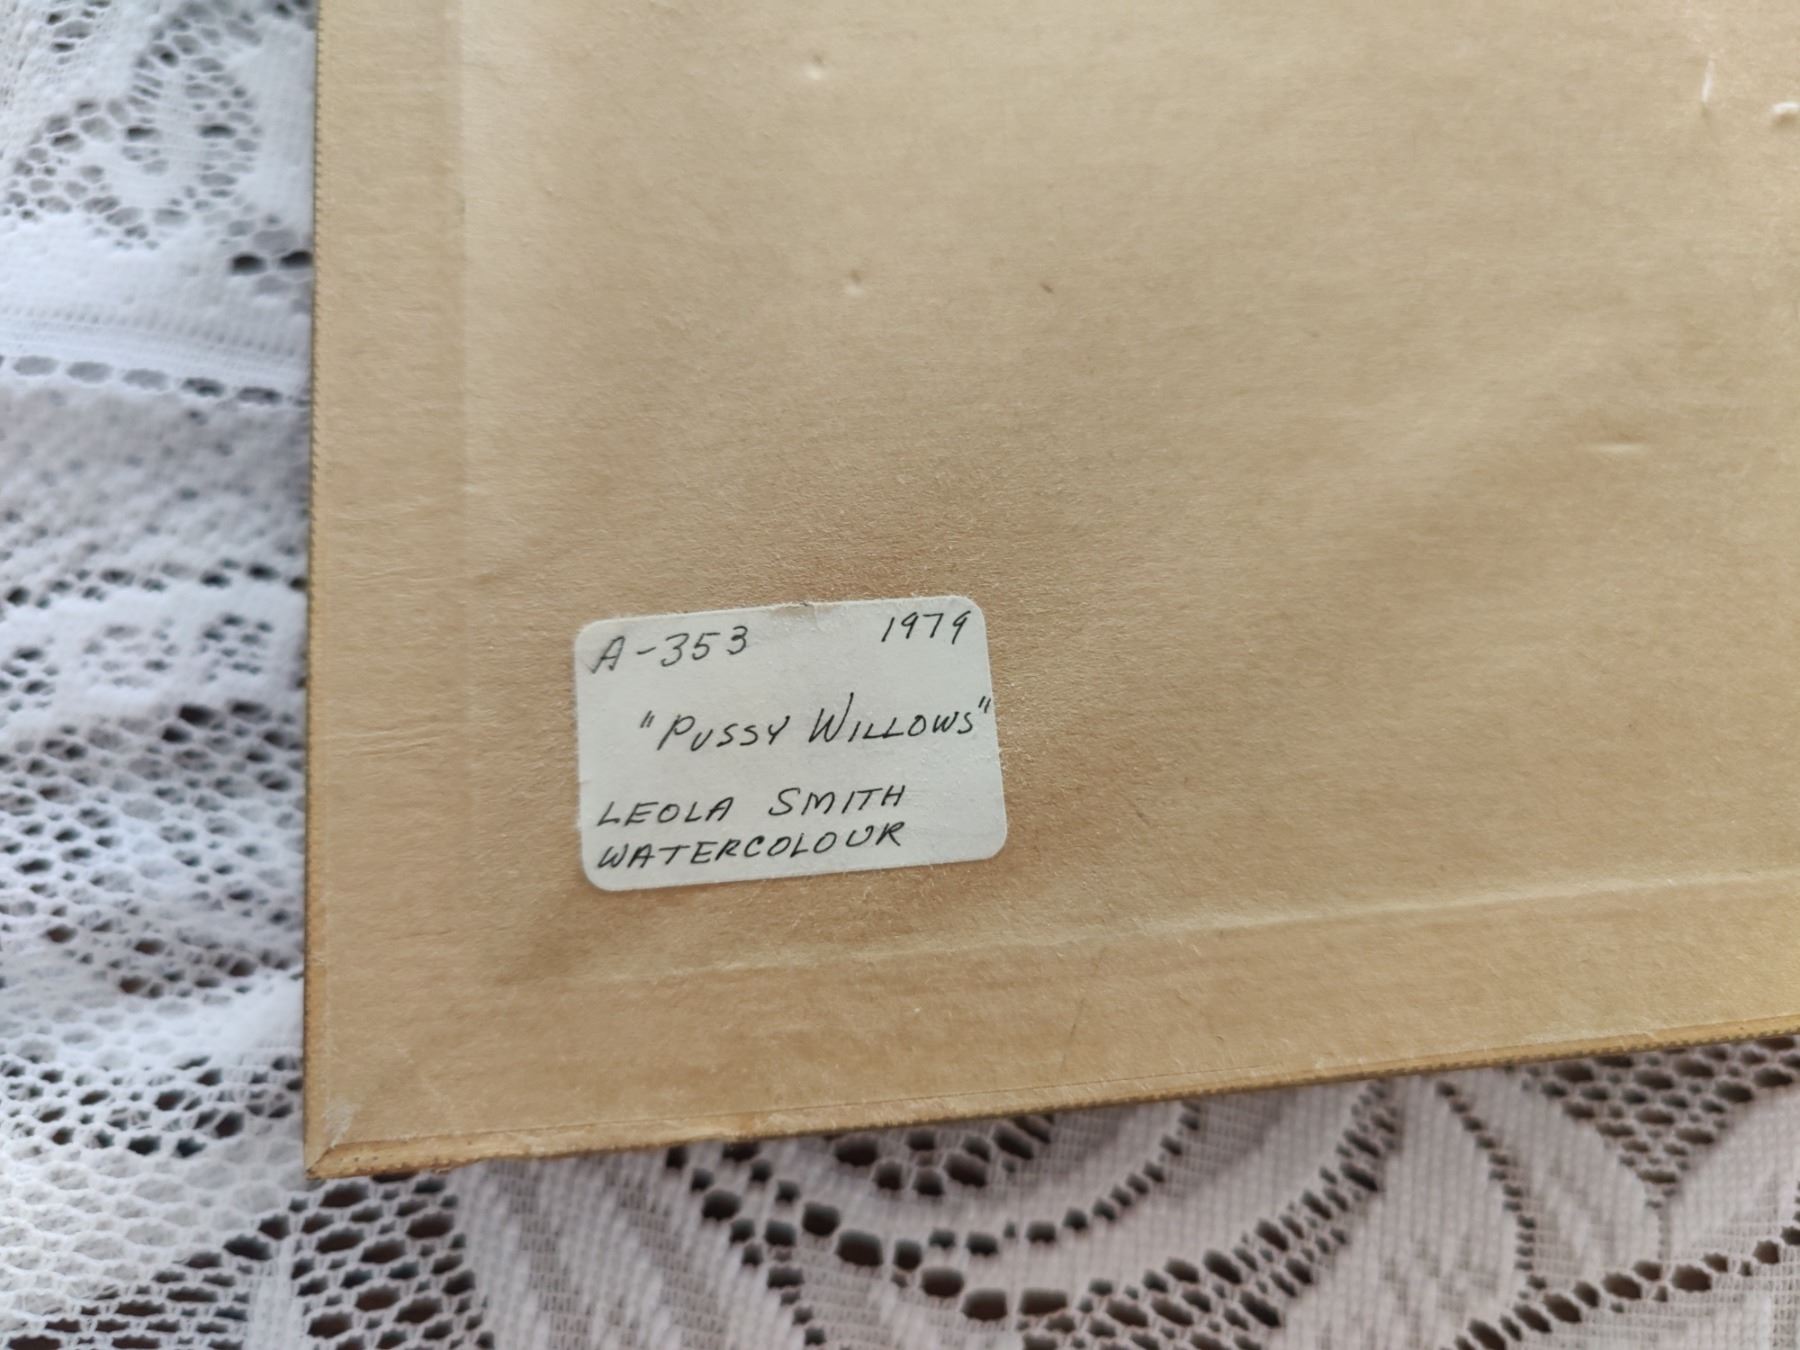 A-353 1979
"PUSSY WILLOWS"
LEOLA SMITH
WATERCOLOUR